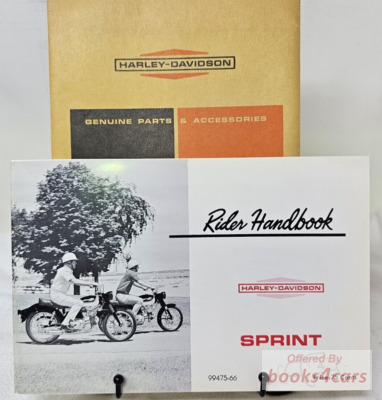 HARLEY-DAVIDSON
GENUINE PARTS & ACCESSORIES
Rider Handbook
HARLEY-DAVIDSON
SPRINT
99475-66
Offered By
books4cars